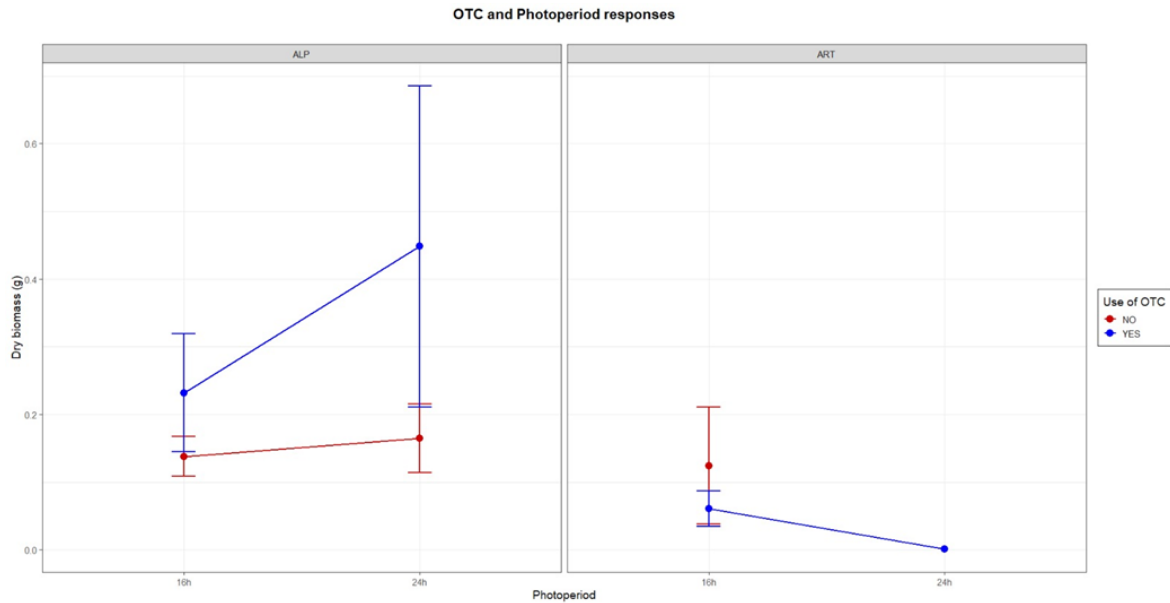 OTC and Photoperiod responses
ALP
ART
0.6
0.4
0.2
0.0
Dry biomass (g)
16h
24h
16h
24h
Photoperiod
Use of OTC
NO
YES